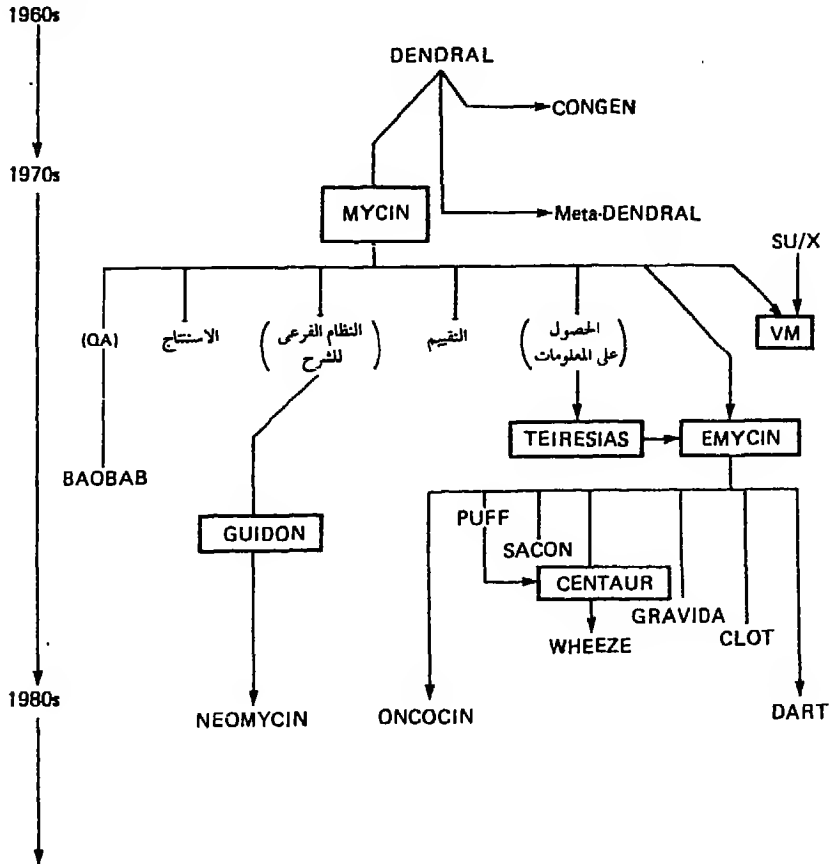 1960s
DENDRAL
CONGEN
1970s
MYCIN
Meta-DENDRAL
SU/X
VM
(QA)
الاستنتاج
(النظام الفرعى
للشرح)
التقييم
(الحصول
على المعلومات)
TEIRESIAS
EMYCIN
BAOBAB
GUIDON
PUFF
SACON
CENTAUR
GRAVIDA
CLOT
WHEEZE
1980s
NEOMYCIN
ONCOCIN
DART